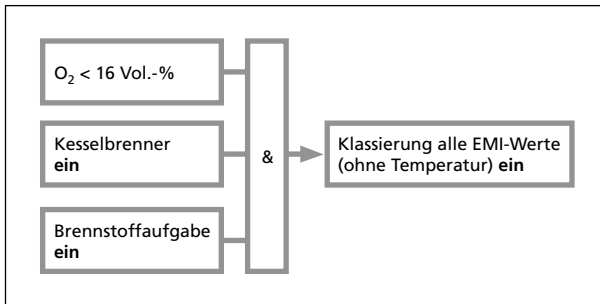 O₂ < 16 Vol.-%
Kesselbrenner
ein
&
Klassierung alle EMI-Werte
(ohne Temperatur) ein
Brennstoffaufgabe
ein